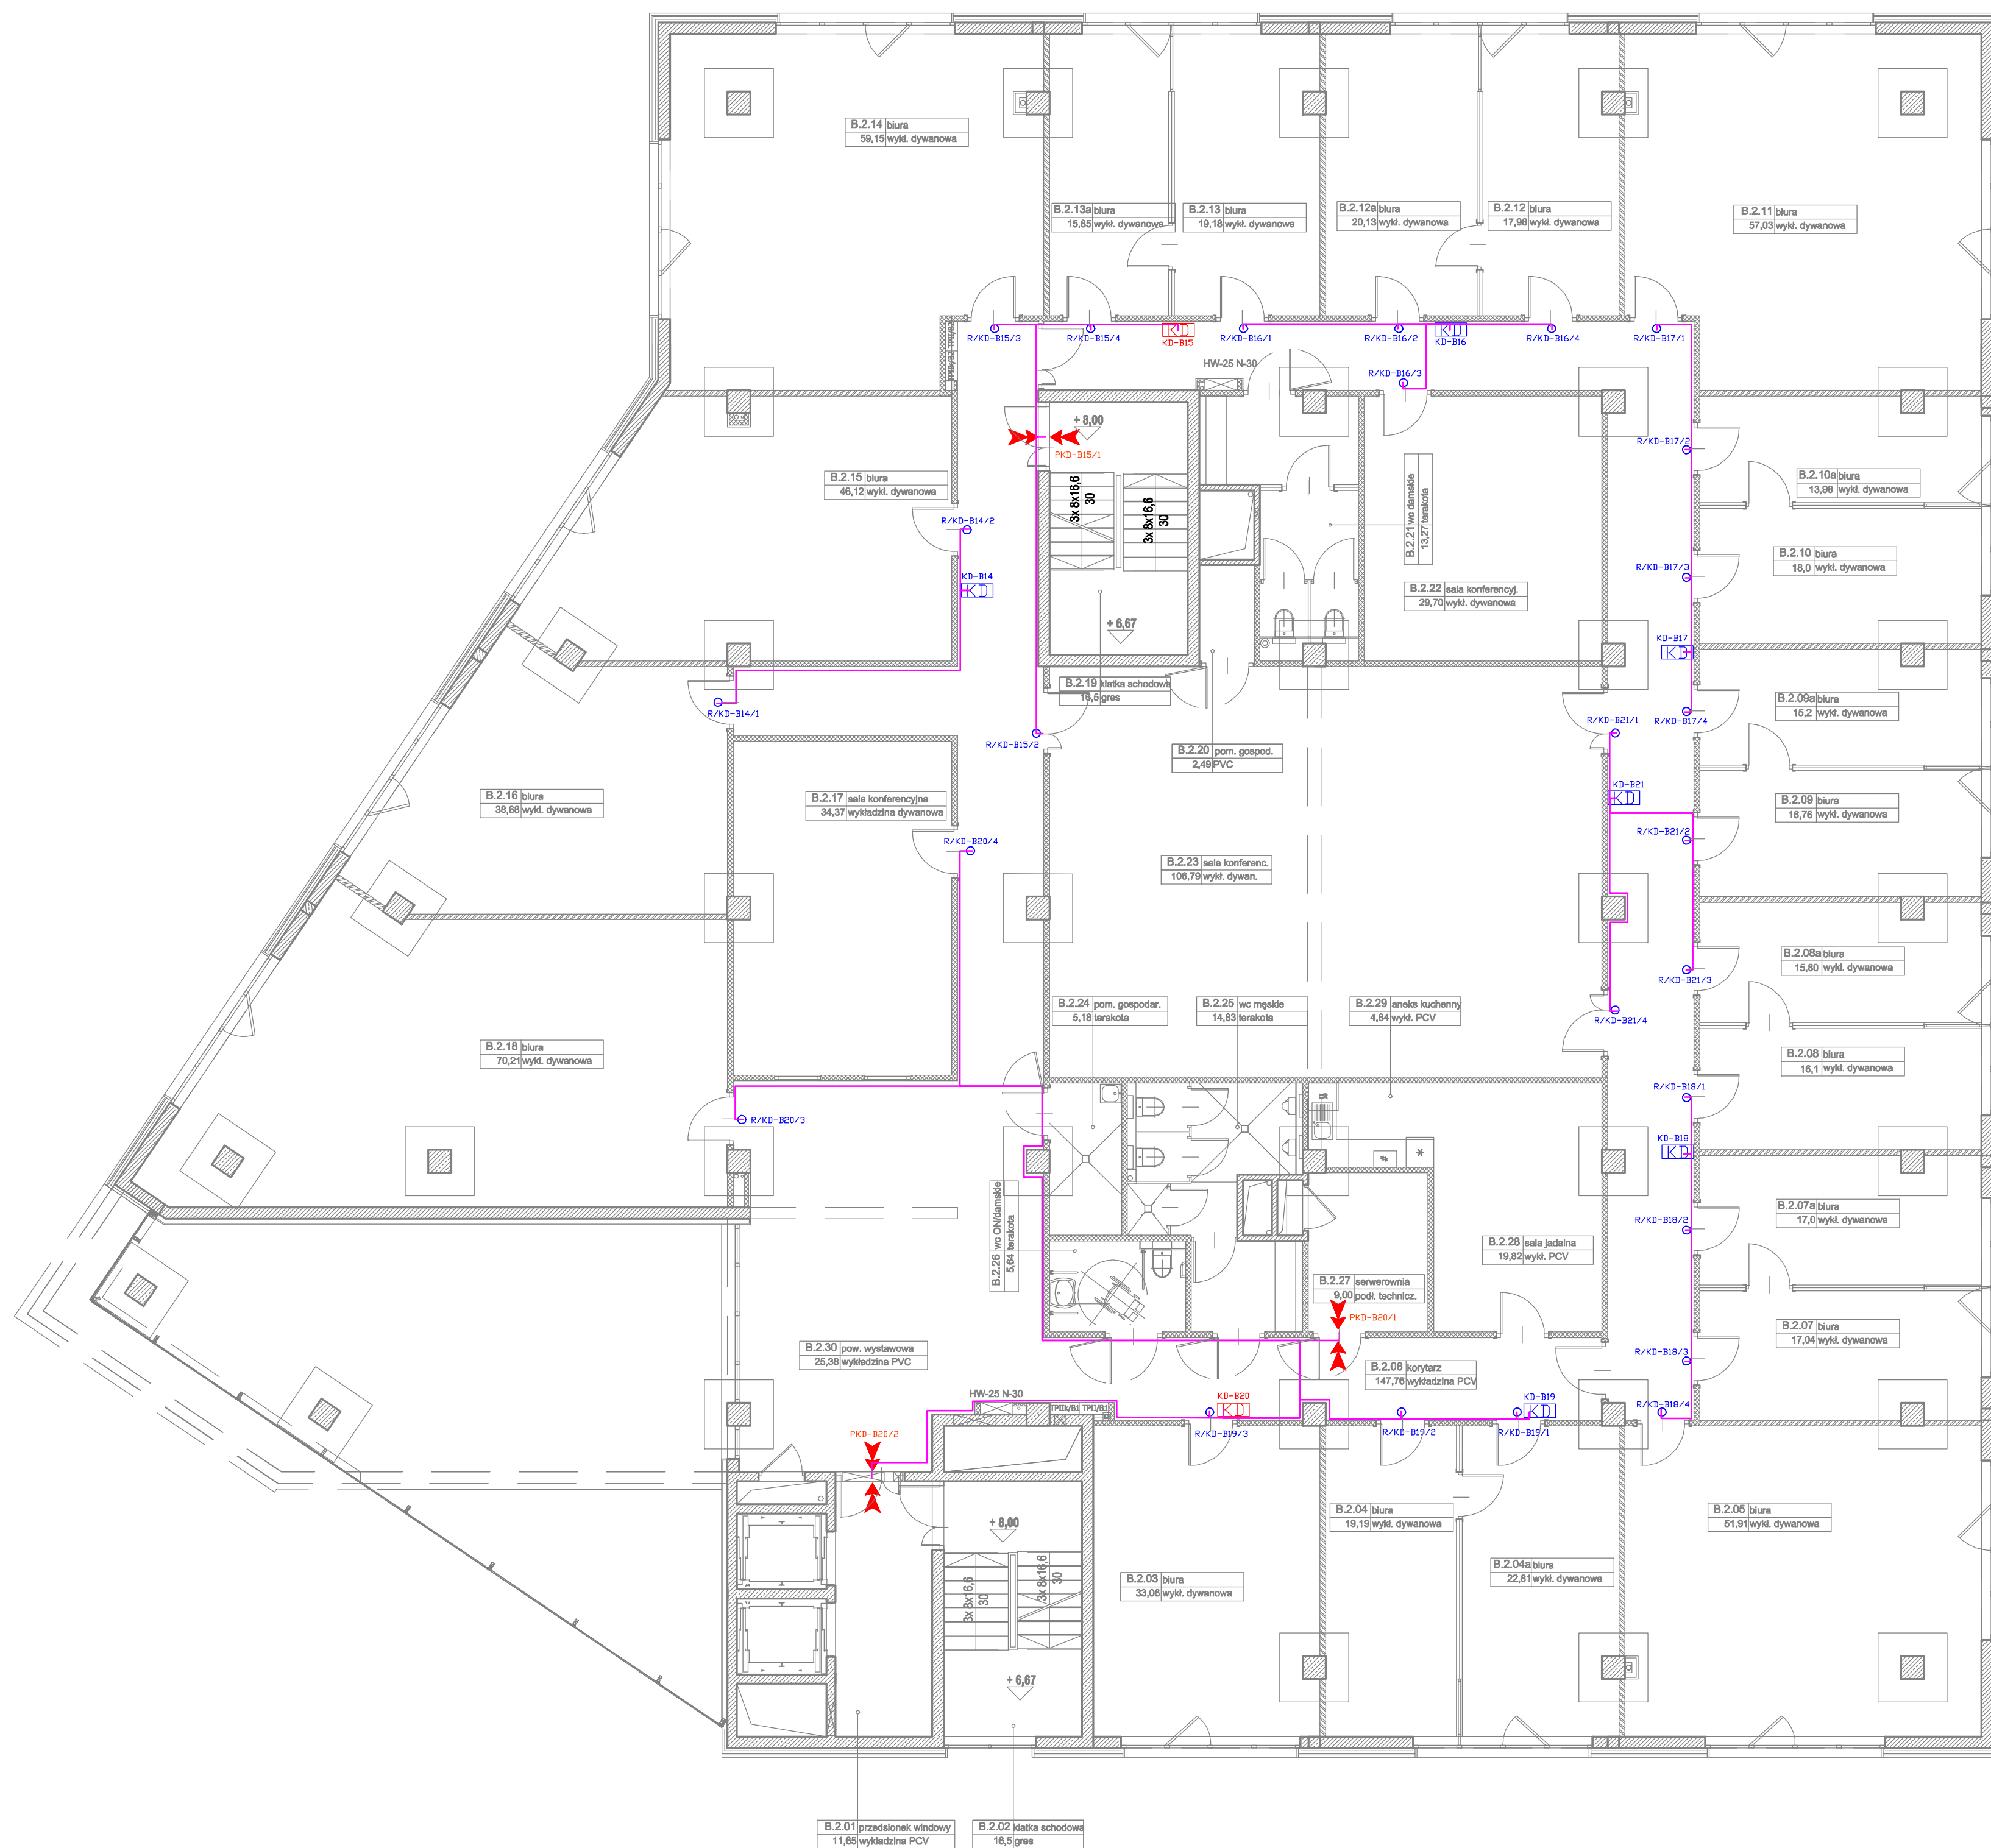 B.2.14 biura
59,15 wykł. dywanowa
B.2.13a biura
15,85 wykł. dywanowa
B.2.13 biura
19,18 wykł. dywanowa
B.2.12a biura
20,13 wykł. dywanowa
B.2.12 biura
17,96 wykł. dywanowa
B.2.11 biura
57,03 wykł. dywanowa
TPIIk/B2 TPII/B2
R/KD-B15/3
R/KD-B15/4
KD
KD-B15
R/KD-B16/1
R/KD-B16/2
KD
KD-B16
R/KD-B16/4
R/KD-B17/1
HW-25 N-30
R/KD-B16/3
+ 8,00
PKD-B15/1
R/KD-B17/2
B.2.15 biura
46,12 wykł. dywanowa
3x 8x16,6
30
3x 8x16,6
30
B.2.21 wc damskie
13,27 terakota
B.2.10a biura
13,98 wykł. dywanowa
R/KD-B14/2
KD-B14
KD
R/KD-B17/3
B.2.10 biura
18,0 wykł. dywanowa
B.2.22 sala konferencyj.
29,70 wykł. dywanowa
+ 6,67
KD-B17
KD
B.2.19 klatka schodowa
16,5 gres
R/KD-B14/1
R/KD-B15/2
R/KD-B21/1
R/KD-B17/4
B.2.09a biura
15,2 wykł. dywanowa
B.2.20 pom. gospod.
2,49 PVC
B.2.16 biura
38,68 wykł. dywanowa
B.2.17 sala konferencyjna
34,37 wykładzina dywanowa
KD-B21
KD
B.2.09 biura
16,76 wykł. dywanowa
R/KD-B21/2
R/KD-B20/4
B.2.23 sala konferenc.
106,79 wykł. dywan.
B.2.08a biura
15,80 wykł. dywanowa
R/KD-B21/3
B.2.24 pom. gospodar.
5,18 terakota
B.2.25 wc męskie
14,83 terakota
B.2.29 aneks kuchenny
4,84 wykł. PCV
R/KD-B21/4
B.2.18 biura
70,21 wykł. dywanowa
B.2.08 biura
16,1 wykł. dywanowa
R/KD-B18/1
R/KD-B20/3
KD-B18
KD
#
*
B.2.26 wc ON/damskie
5,64 terakota
B.2.07a biura
17,0 wykł. dywanowa
R/KD-B18/2
B.2.28 sala jadalna
19,82 wykł. PCV
B.2.27 serwerownia
9,00 podł. technicz.
PKD-B20/1
B.2.07 biura
17,04 wykł. dywanowa
B.2.30 pow. wystawowa
25,38 wykładzina PVC
R/KD-B18/3
B.2.06 korytarz
147,76 wykładzina PCV
HW-25 N-30
TPIIk/B1 TPII/B1
KD-B20
KD
KD-B19
KD
R/KD-B18/4
PKD-B20/2
R/KD-B19/3
R/KD-B19/2
R/KD-B19/1
B.2.04 biura
19,19 wykł. dywanowa
B.2.05 biura
51,91 wykł. dywanowa
+ 8,00
3x 8x16,6
30
3x 8x16,6
30
B.2.03 biura
33,06 wykł. dywanowa
B.2.04a biura
22,81 wykł. dywanowa
+ 6,67
B.2.01 przedsionek windowy
11,65 wykładzina PCV
B.2.02 klatka schodowa
16,5 gres